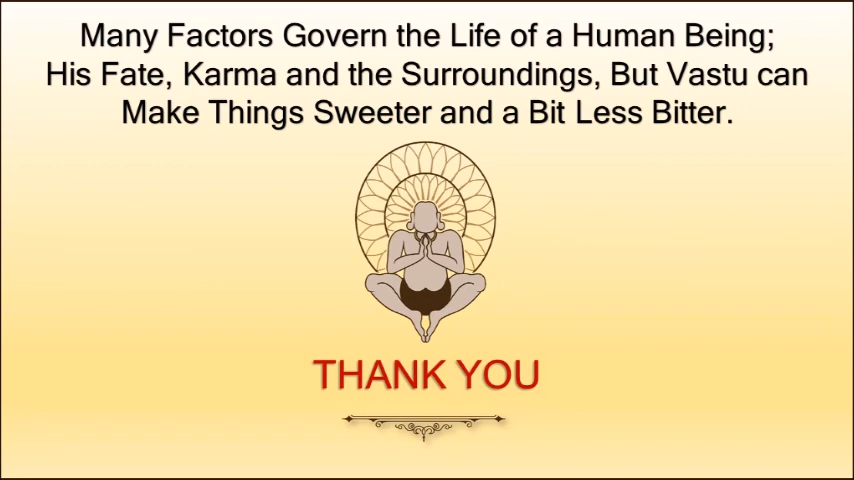 Many Factors Govern the Life of a Human Being;
His Fate, Karma and the Surroundings, But Vastu can
Make Things Sweeter and a Bit Less Bitter.
THANK YOU